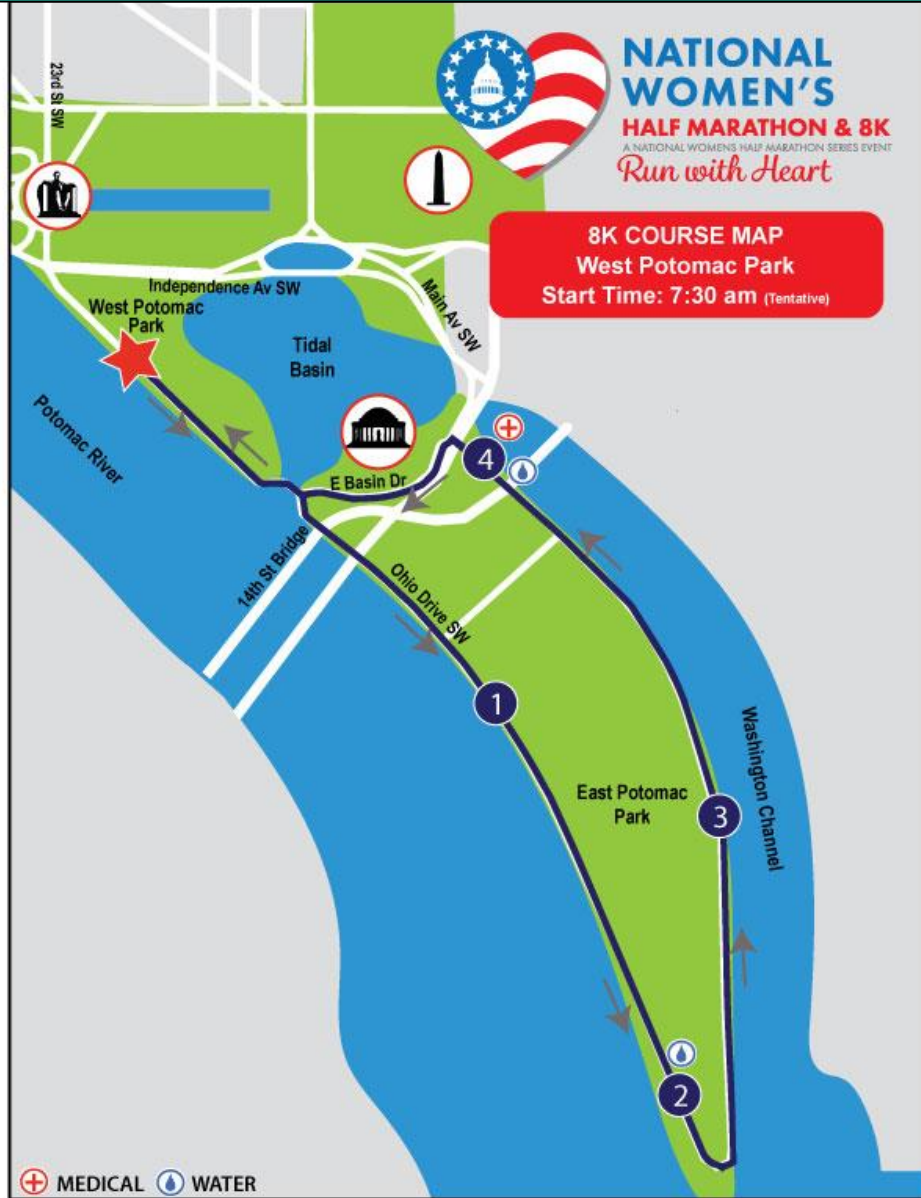 NATIONAL
WOMEN'S
HALF MARATHON & 8K
A NATIONAL WOMENS HALF MARATHON SERIES EVENT
Run with Heart
8K COURSE MAP
West Potomac Park
Start Time: 7:30 am (Tentative)
23rd St SW
Independence Av SW
West Potomac
Park
Main Av SW
Tidal
Basin
Potomac River
4
E Basin Dr
14th St Bridge
Ohio Drive SW
1
Washington Channel
East Potomac
Park
3
2
MEDICAL WATER